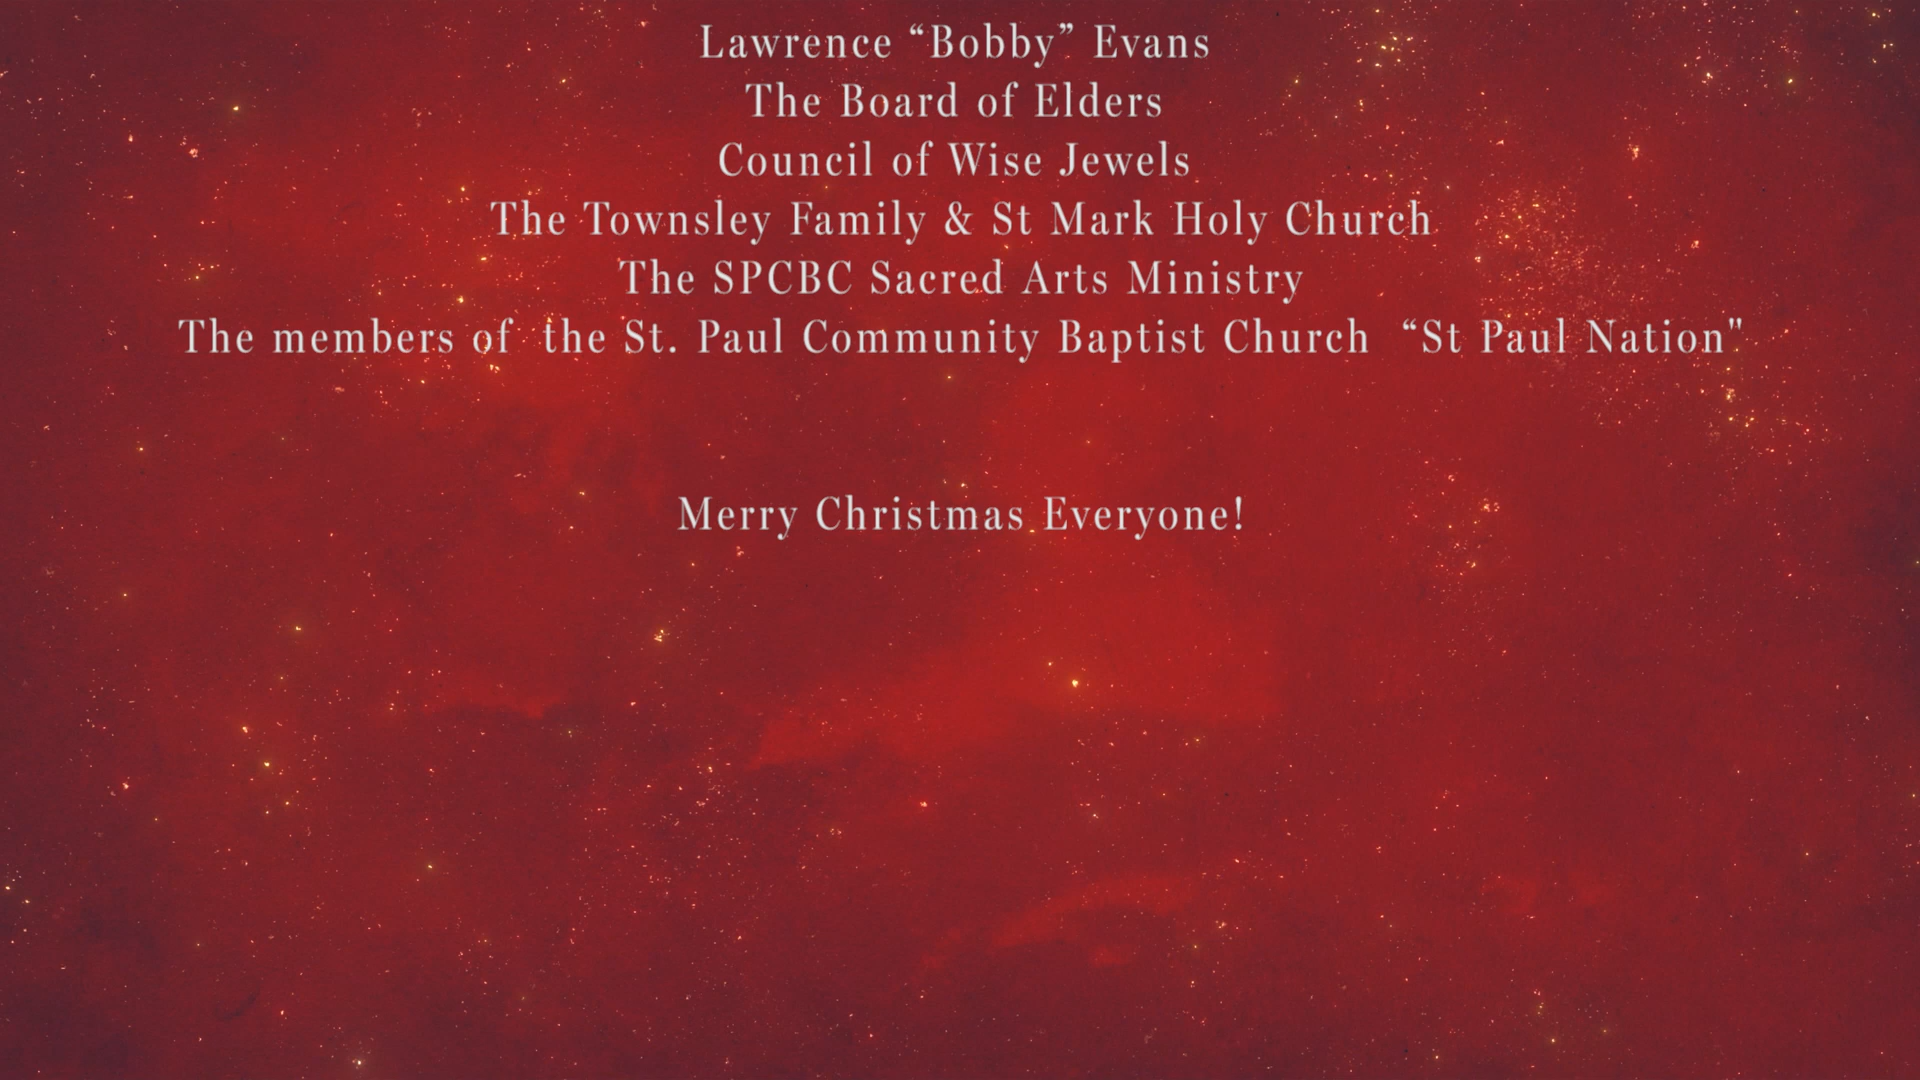 Lawrence “Bobby” Evans
The Board of Elders
Council of Wise Jewels
The Townsley Family & St Mark Holy Church
The SPCBC Sacred Arts Ministry
The members of  the St. Paul Community Baptist Church  “St Paul Nation"
Merry Christmas Everyone!